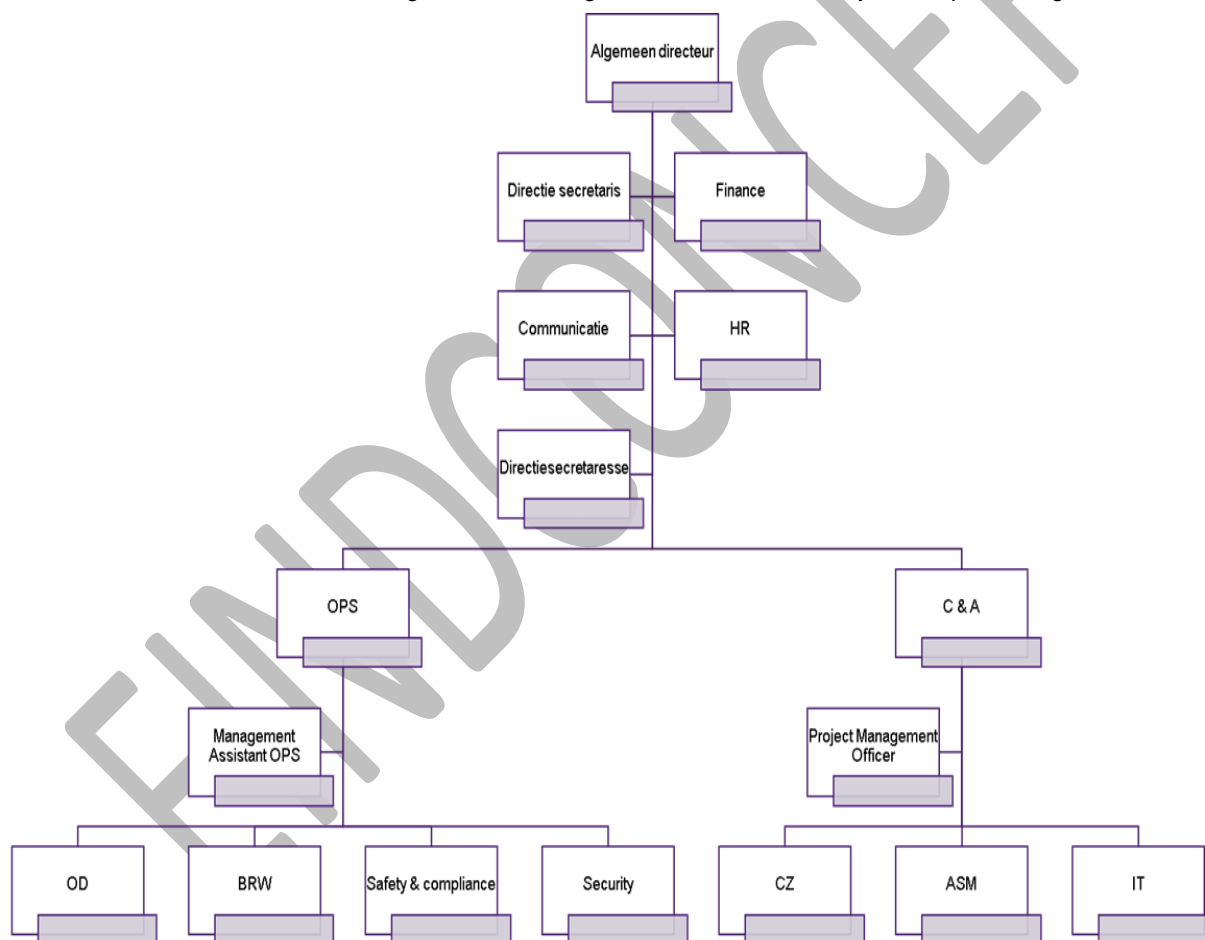 Algemeen directeur
Directie secretaris
Finance
Communicatie
HR
Directiesecretaresse
OPS
C & A
Management
Assistant OPS
Project Management
Officer
OD
BRW
Safety & compliance
Security
CZ
ASM
IT